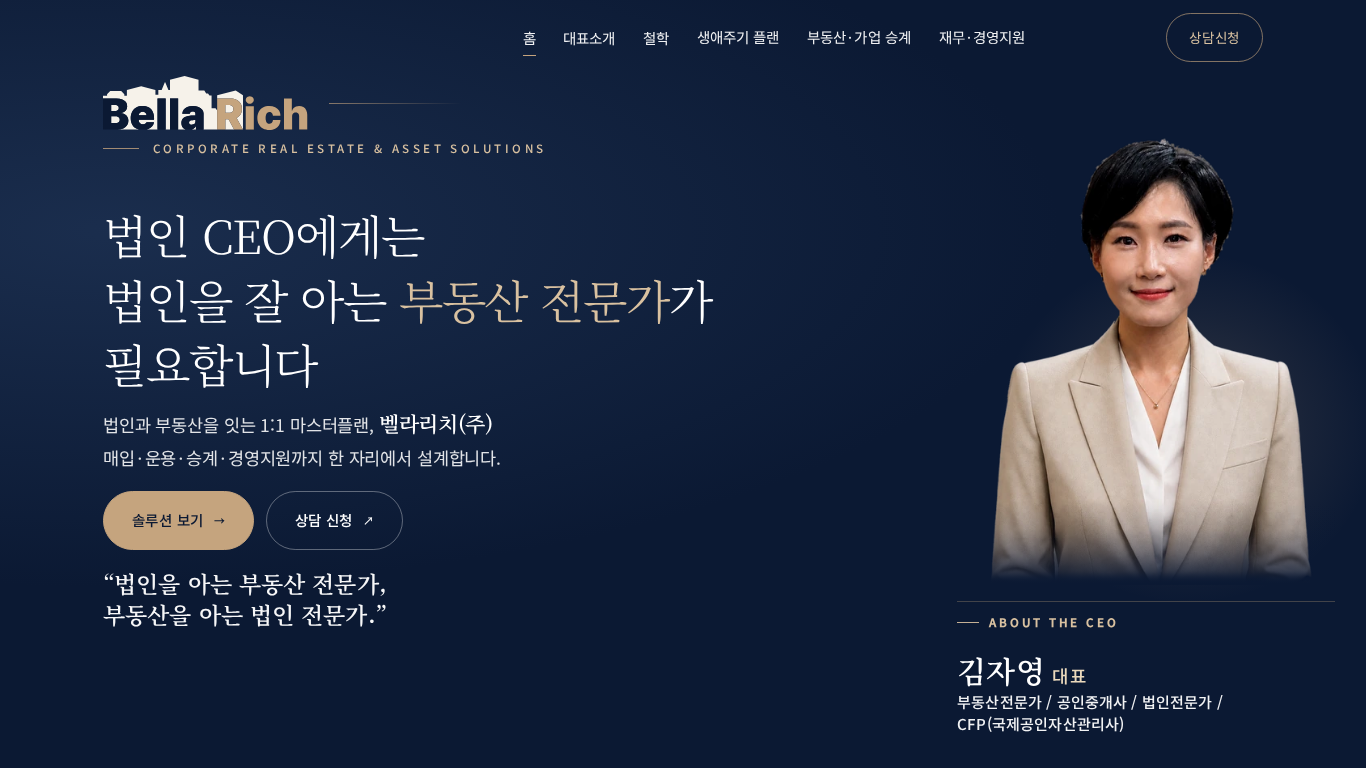 홈
대표소개
철학
생애주기 플랜
부동산·가업 승계
재무·경영지원
상담신청
Bella Rich
CORPORATE REAL ESTATE & ASSET SOLUTIONS
법인 CEO에게는
법인을 잘 아는 부동산 전문가가
필요합니다
법인과 부동산을 잇는 1:1 마스터플랜, 벨라리치(주)
매입·운용·승계·경영지원까지 한 자리에서 설계합니다.
솔루션 보기 →
상담 신청 ↗
“법인을 아는 부동산 전문가,
부동산을 아는 법인 전문가.”
ABOUT THE CEO
김자영 대표
부동산전문가 / 공인중개사 / 법인전문가 /
CFP(국제공인자산관리사)